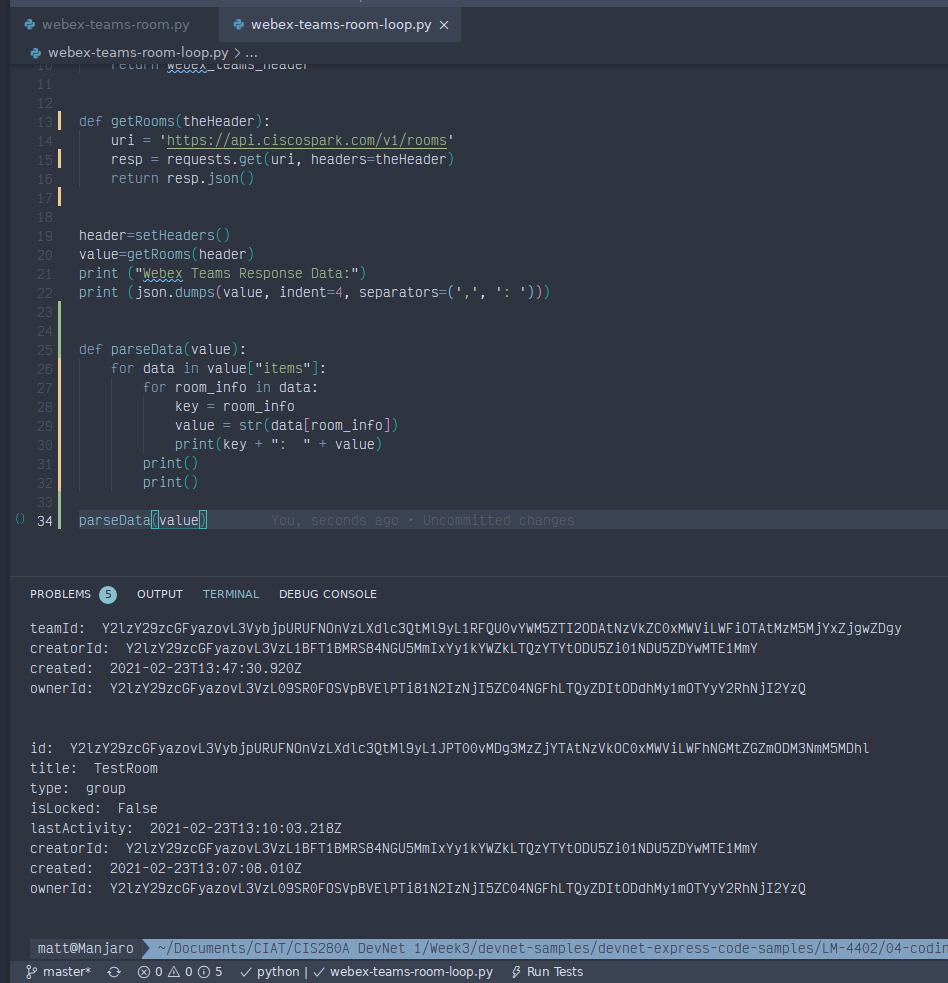 webex-teams-room.py
webex-teams-room-loop.py ×
webex-teams-room-loop.py > ...
10 return webex_teams_header
11
12
13 def getRooms(theHeader):
14 uri = 'https://api.ciscospark.com/v1/rooms'
15 resp = requests.get(uri, headers=theHeader)
16 return resp.json()
17
18
19 header=setHeaders()
20 value=getRooms(header)
21 print ("Webex Teams Response Data:")
22 print (json.dumps(value, indent=4, separators=(',', ': ')))
23
24
25 def parseData(value):
26 for data in value["items"]:
27 for room_info in data:
28 key = room_info
29 value = str(data[room_info])
30 print(key + ":  " + value)
31 print()
32 print()
33
() 34 parseData(value) You, seconds ago • Uncommitted changes
PROBLEMS 5 OUTPUT TERMINAL DEBUG CONSOLE
teamId:
creatorId:
created:  2021-02-23T13:47:30.920Z
ownerId:
id:
title:  TestRoom
type:  group
isLocked:  False
lastActivity:  2021-02-23T13:10:03.218Z
creatorId:
created:  2021-02-23T13:07:08.010Z
ownerId:
matt@Manjaro ~/Documents/CIAT/CIS280A DevNet 1/Week3/devnet-samples/devnet-express-code-samples/LM-4402/04-codin
master* 0 0 5 python | webex-teams-room-loop.py Run Tests